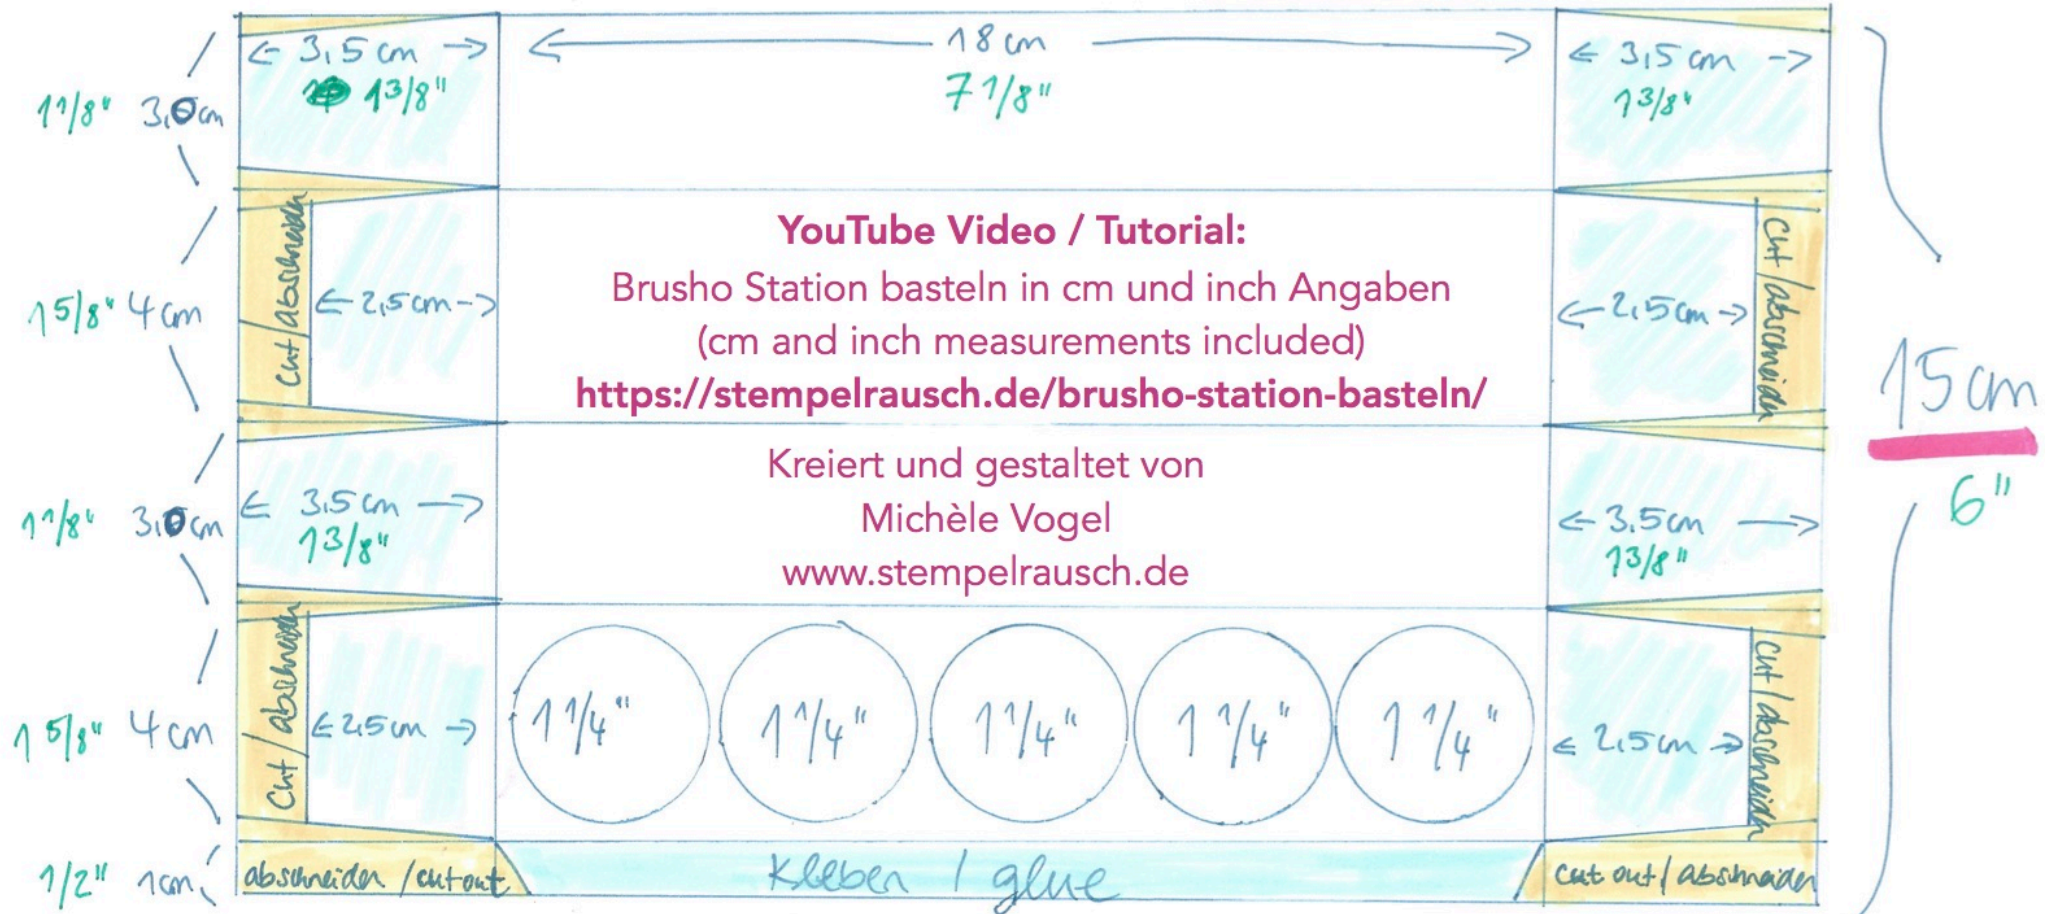 ← 3,5 cm →
1 3/8"
← 18 cm →
7 1/8"
← 3,5 cm →
1 3/8"
1 1/8" 3,0 cm
YouTube Video / Tutorial:
Brusho Station basteln in cm und inch Angaben
(cm and inch measurements included)
https://stempelrausch.de/brusho-station-basteln/
1 5/8" 4 cm
cut / abschneiden
← 2,5 cm →
← 2,5 cm →
cut / abschneiden
15 cm
6"
Kreiert und gestaltet von
Michèle Vogel
www.stempelrausch.de
1 1/8" 3,0 cm
← 3,5 cm →
1 3/8"
← 3,5 cm →
1 3/8"
1 5/8" 4 cm
cut / abschneiden
← 2,5 cm →
1 1/4" 1 1/4" 1 1/4" 1 1/4" 1 1/4"
← 2,5 cm →
cut / abschneiden
1/2" 1 cm
abschneiden / cut out
Kleben / glue
cut out / abschneiden